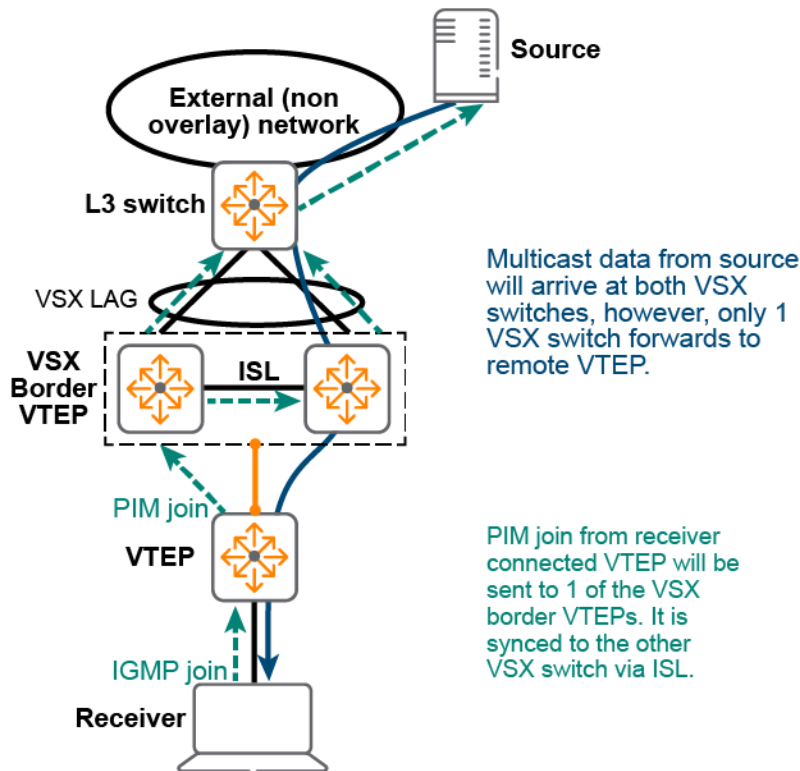 Source
External (non
overlay) network
L3 switch
VSX LAG
Multicast data from source
will arrive at both VSX
switches, however, only 1
VSX switch forwards to
remote VTEP.
VSX
Border
VTEP
ISL
PIM join
VTEP
PIM join from receiver
connected VTEP will be
sent to 1 of the VSX
border VTEPs. It is
synced to the other
VSX switch via ISL.
IGMP join
Receiver